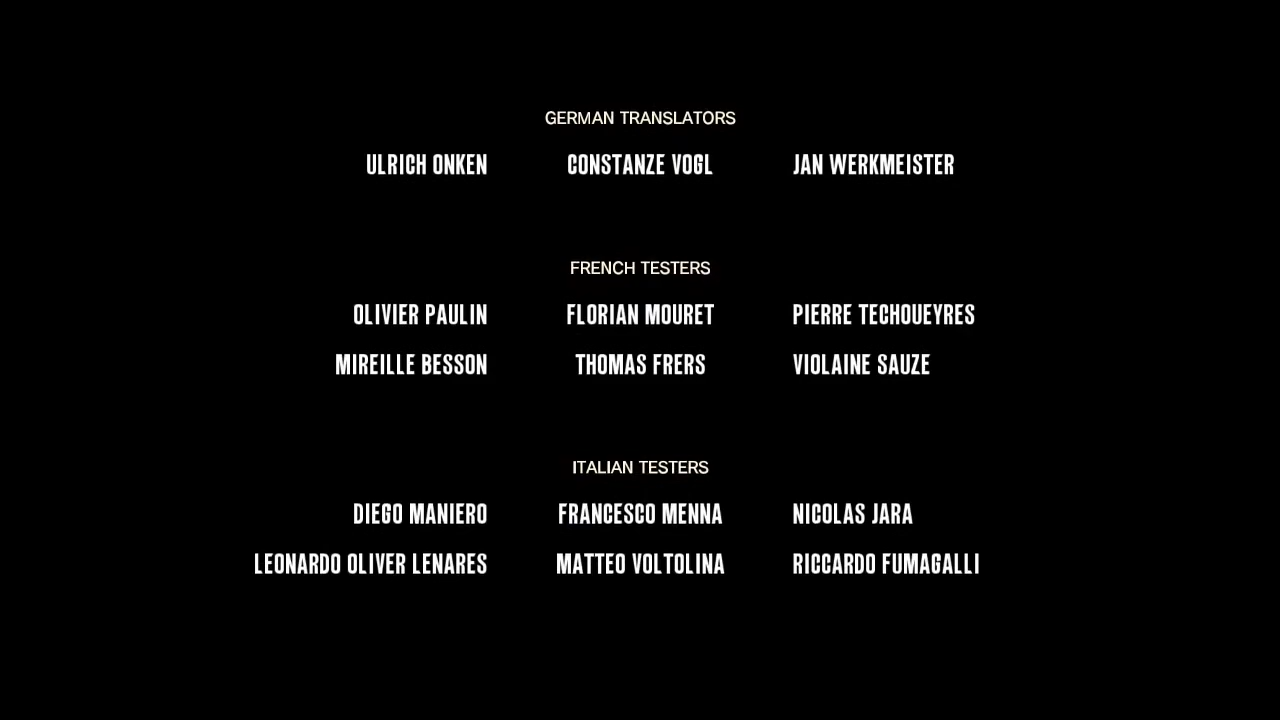 GERMAN TRANSLATORS
ULRICH ONKEN CONSTANZE VOGL JAN WERKMEISTER
FRENCH TESTERS
OLIVIER PAULIN FLORIAN MOURET PIERRE TECHOUEYRES
MIREILLE BESSON THOMAS FRERS VIOLAINE SAUZE
ITALIAN TESTERS
DIEGO MANIERO FRANCESCO MENNA NICOLAS JARA
LEONARDO OLIVER LENARES MATTEO VOLTOLINA RICCARDO FUMAGALLI